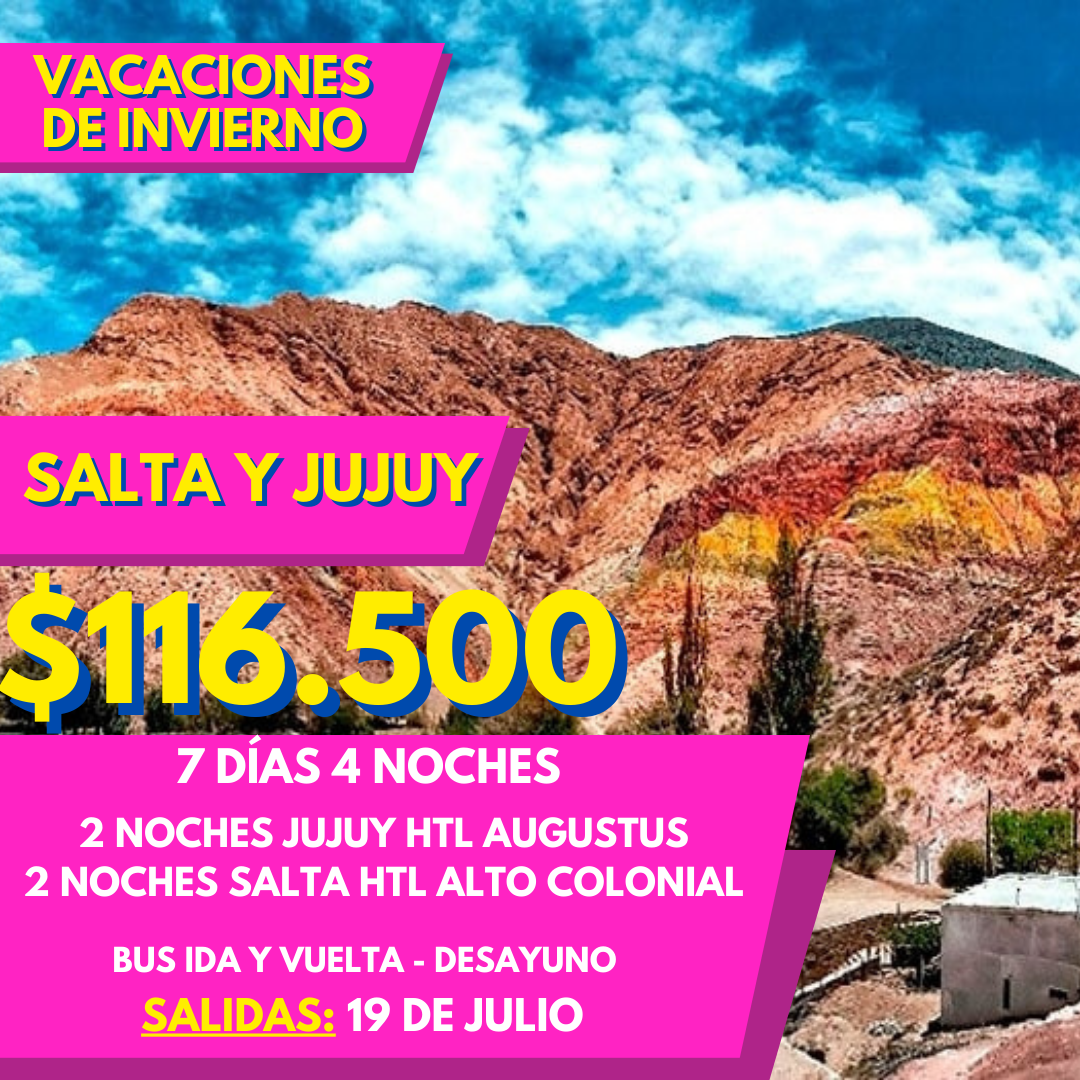 VACACIONES
DE INVIERNO
SALTA Y JUJUY
$116.500
7 DÍAS 4 NOCHES
2 NOCHES JUJUY HTL AUGUSTUS
2 NOCHES SALTA HTL ALTO COLONIAL
BUS IDA Y VUELTA - DESAYUNO
SALIDAS: 19 DE JULIO